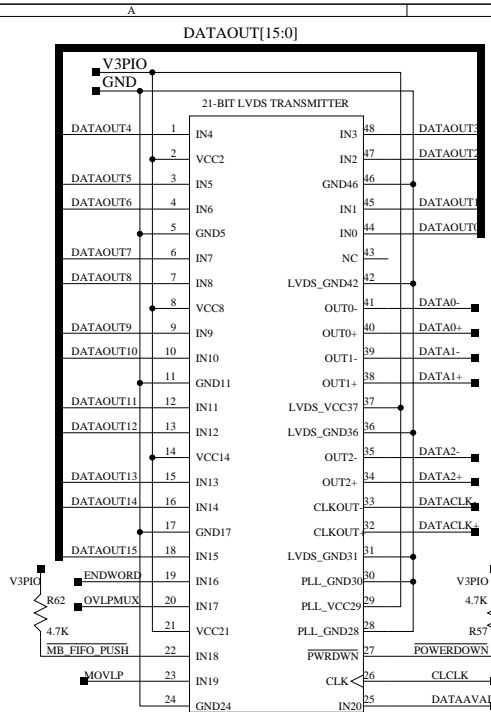 A
DATAOUT[15:0]
V3PIO
GND
21-BIT LVDS TRANSMITTER
DATAOUT4 1 IN4 IN3 48 DATAOUT3
2 VCC2 IN2 47 DATAOUT2
DATAOUT5 3 IN5 GND46 46
DATAOUT6 4 IN6 IN1 45 DATAOUT1
5 GND5 IN0 44 DATAOUT0
DATAOUT7 6 IN7 NC 43
DATAOUT8 7 IN8 LVDS_GND42 42
8 VCC8 OUT0- 41 DATA0-
DATAOUT9 9 IN9 OUT0+ 40 DATA0+
DATAOUT10 10 IN10 OUT1- 39 DATA1-
11 GND11 OUT1+ 38 DATA1+
DATAOUT11 12 IN11 LVDS_VCC37 37
DATAOUT12 13 IN12 LVDS_GND36 36
14 VCC14 OUT2- 35 DATA2-
DATAOUT13 15 IN13 OUT2+ 34 DATA2+
DATAOUT14 16 IN14 CLKOUT- 33 DATACLK-
17 GND17 CLKOUT+ 32 DATACLK+
DATAOUT15 18 IN15 LVDS_GND31 31
V3PIO ENDWORD 19 IN16 PLL_GND30 30 V3PIO
R62 OVLPMUX 20 IN17 PLL_VCC29 29 4.7K
4.7K 21 VCC21 PLL_GND28 28 R57
MB_FIFO_PUSH 22 IN18 PWRDWN 27 POWERDOWN
MOVLP 23 IN19 CLK 26 CLCLK
24 GND24 IN20 25 DATAAVAL